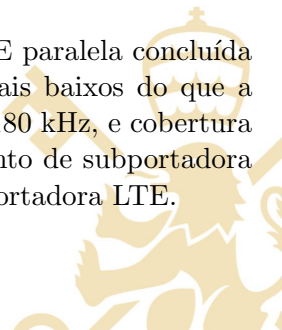 E paralela concluída
ais baixos do que a
80 kHz, e cobertura
nto de subportadora
ortadora LTE.